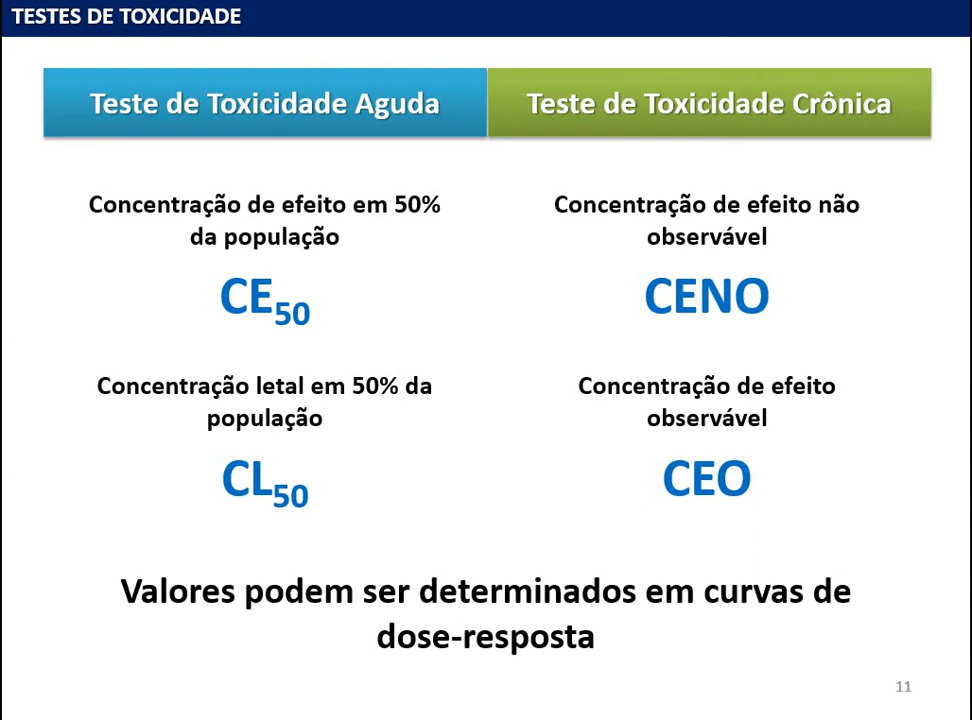 TESTES DE TOXICIDADE
Teste de Toxicidade Aguda
Teste de Toxicidade Crônica
Concentração de efeito em 50%
da população
CE50
Concentração letal em 50% da
população
CL50
Concentração de efeito não
observável
CENO
Concentração de efeito
observável
CEO
Valores podem ser determinados em curvas de
dose-resposta
11